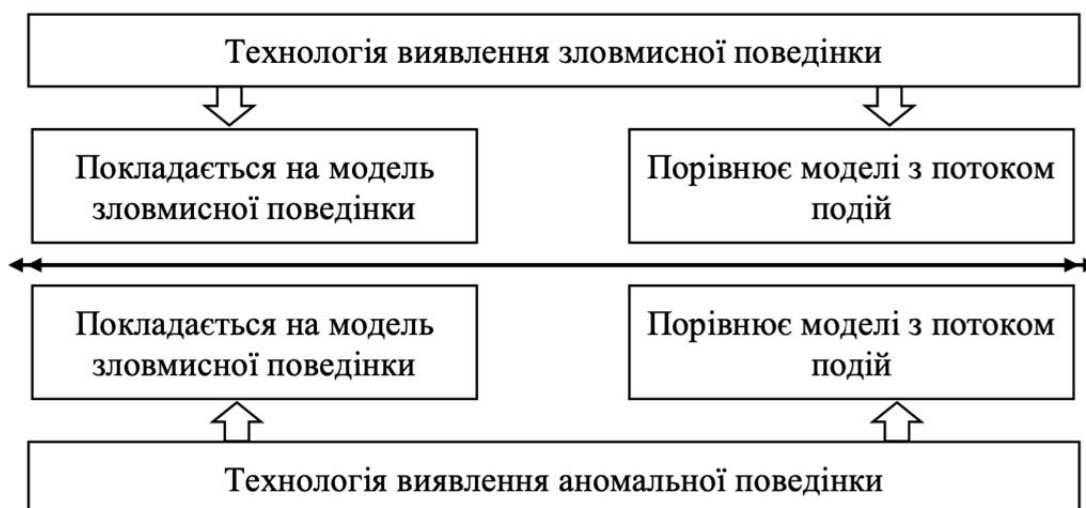 Технологія виявлення зловмисної поведінки
Покладається на модель
зловмисної поведінки
Порівнює моделі з потоком
подій
Покладається на модель
зловмисної поведінки
Порівнює моделі з потоком
подій
Технологія виявлення аномальної поведінки